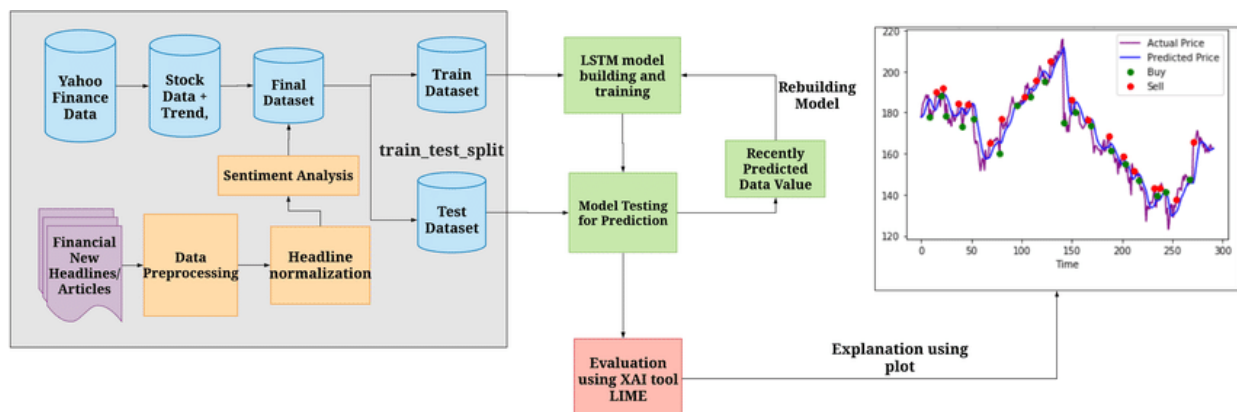 Yahoo
Finance
Data
Stock
Data +
Trend,
Final
Dataset
Train
Dataset
train_test_split
Test
Dataset
Sentiment Analysis
Financial
New
Headlines/
Articles
Data
Preprocessing
Headline
normalization
LSTM model
building and
training
Rebuilding
Model
Recently
Predicted
Data Value
Model Testing
for Prediction
Evaluation
using XAI tool
LIME
Explanation using
plot
220
200
180
160
140
120
0 50 100 150 200 250 300
Time
Actual Price
Predicted Price
Buy
Sell